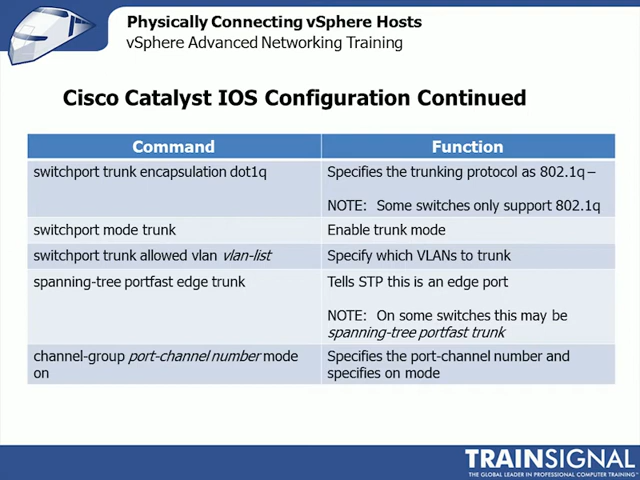 Physically Connecting vSphere Hosts
vSphere Advanced Networking Training
Cisco Catalyst IOS Configuration Continued
Command
Function
switchport trunk encapsulation dot1q
Specifies the trunking protocol as 802.1q –
NOTE: Some switches only support 802.1q
switchport mode trunk
Enable trunk mode
switchport trunk allowed vlan vlan-list
Specify which VLANs to trunk
spanning-tree portfast edge trunk
Tells STP this is an edge port
NOTE: On some switches this may be
spanning-tree portfast trunk
channel-group port-channel number mode
on
Specifies the port-channel number and
specifies on mode
TRAINSIGNAL
THE GLOBAL LEADER IN PROFESSIONAL COMPUTER TRAINING